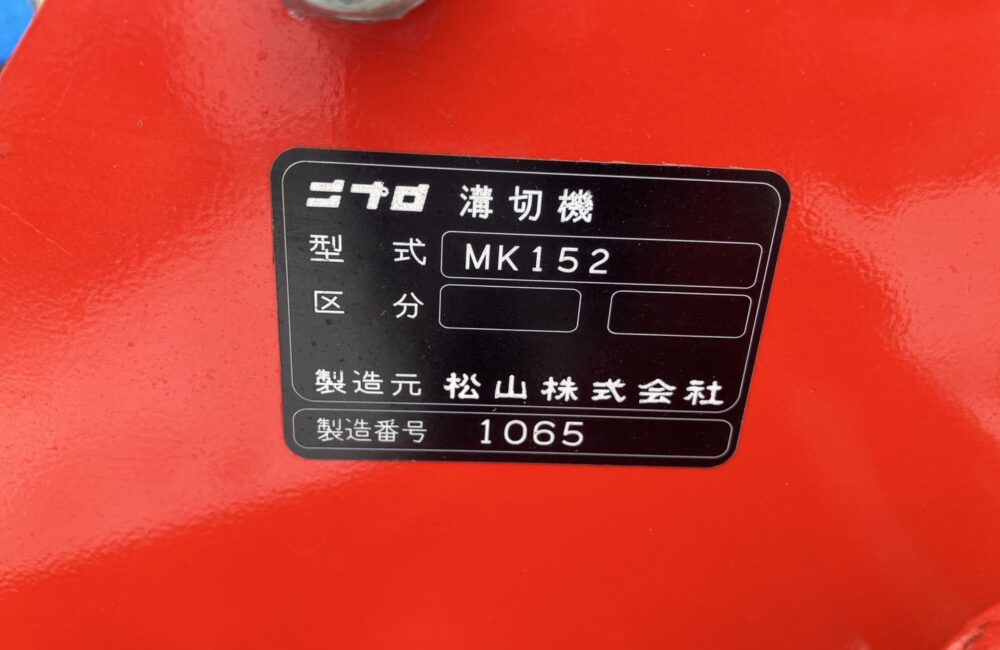 ニプロ 溝切機
型式 MK152
区分
製造元 松山株式会社
製造番号 1065